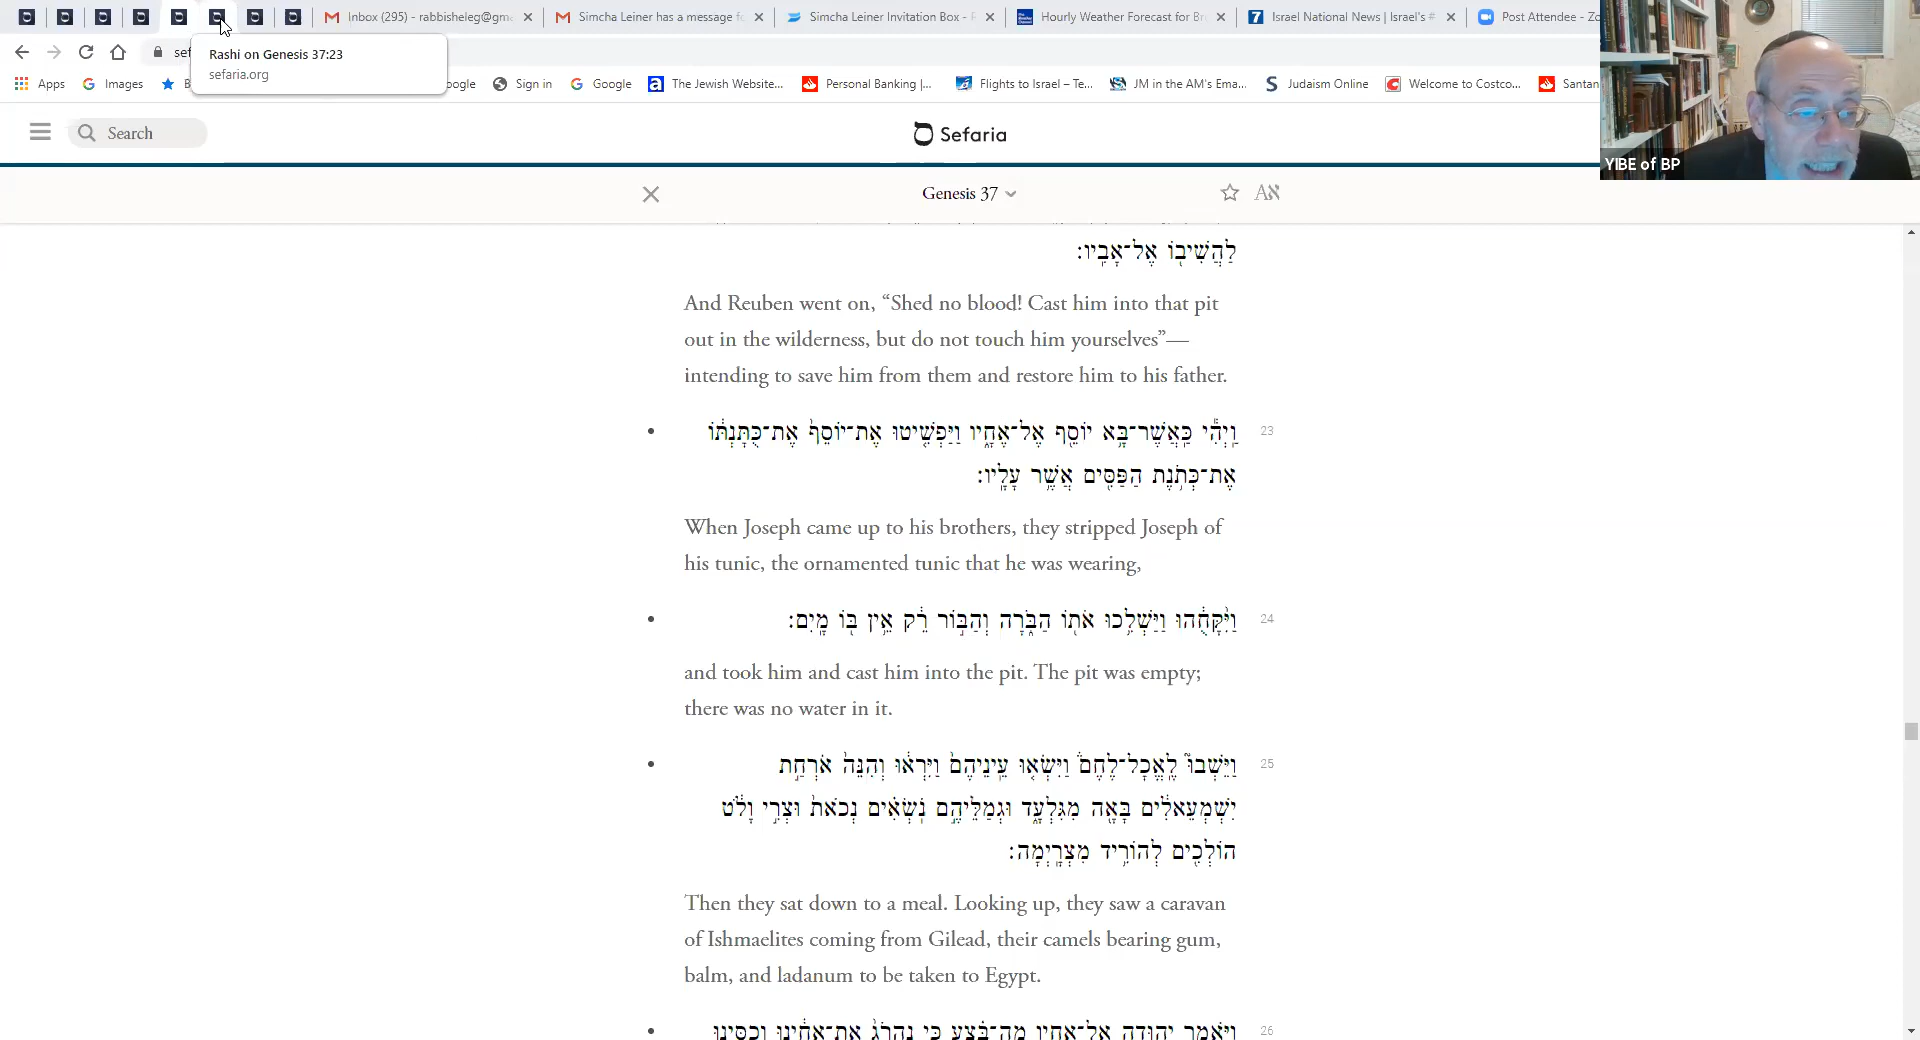 Inbox (295) - rabbisheleg@gm
Simcha Leiner has a message f
Simcha Leiner Invitation Box -
Hourly Weather Forecast for Br
Israel National News | Israel's #
Post Attendee - Zo
sef
Rashi on Genesis 37:23
sefaria.org
Apps
Images
B
oogle
Sign in
Google
The Jewish Website...
Personal Banking |...
Flights to Israel – Te...
JM in the AM's Ema...
Judaism Online
Welcome to Costco...
Santan
YIBE of BP
Search
Sefaria
Genesis 37
Aא
לַהֲשִׁיב֖וֹ אֶל־אָבִֽיו׃
And Reuben went on, “Shed no blood! Cast him into that pit
out in the wilderness, but do not touch him yourselves”—
intending to save him from them and restore him to his father.
וַֽיְהִ֕י כַּֽאֲשֶׁר־בָּ֥א יוֹסֵ֖ף אֶל־אֶחָ֑יו וַיַּפְשִׁ֤יטוּ אֶת־יוֹסֵף֙ אֶת־כֻּתָּנְתּ֔וֹ 23
אֶת־כְּתֹ֥נֶת הַפַּסִּ֖ים אֲשֶׁ֥ר עָלָֽיו׃
When Joseph came up to his brothers, they stripped Joseph of
his tunic, the ornamented tunic that he was wearing,
וַיִּ֨קָּחֻ֔הוּ וַיַּשְׁלִ֥כוּ אֹת֖וֹ הַבֹּ֑רָה וְהַבּ֣וֹר רֵ֔ק אֵ֥ין בּ֖וֹ מָֽיִם׃ 24
and took him and cast him into the pit. The pit was empty;
there was no water in it.
וַיֵּשְׁבוּ֮ לֶֽאֱכׇל־לֶ֒חֶם֒ וַיִּשְׂא֤וּ עֵֽינֵיהֶם֙ וַיִּרְא֔וּ וְהִנֵּה֙ אֹרְחַ֣ת 25
יִשְׁמְעֵאלִ֔ים בָּאָ֖ה מִגִּלְעָ֑ד וּגְמַלֵּיהֶ֣ם נֹֽשְׂאִ֗ים נְכֹאת֙ וּצְרִ֣י וָלֹ֔ט
הוֹלְכִ֖ים לְהוֹרִ֥יד מִצְרָֽיְמָה׃
Then they sat down to a meal. Looking up, they saw a caravan
of Ishmaelites coming from Gilead, their camels bearing gum,
balm, and ladanum to be taken to Egypt.
וַיֹּ֥אמֶר יְהוּדָ֖ה אֶל־אֶחָ֑יו מַה־בֶּ֗צַע כִּ֤י נַהֲרֹג֙ אֶת־אָחִ֔ינוּ וְכִסִּ֖ינוּ 26